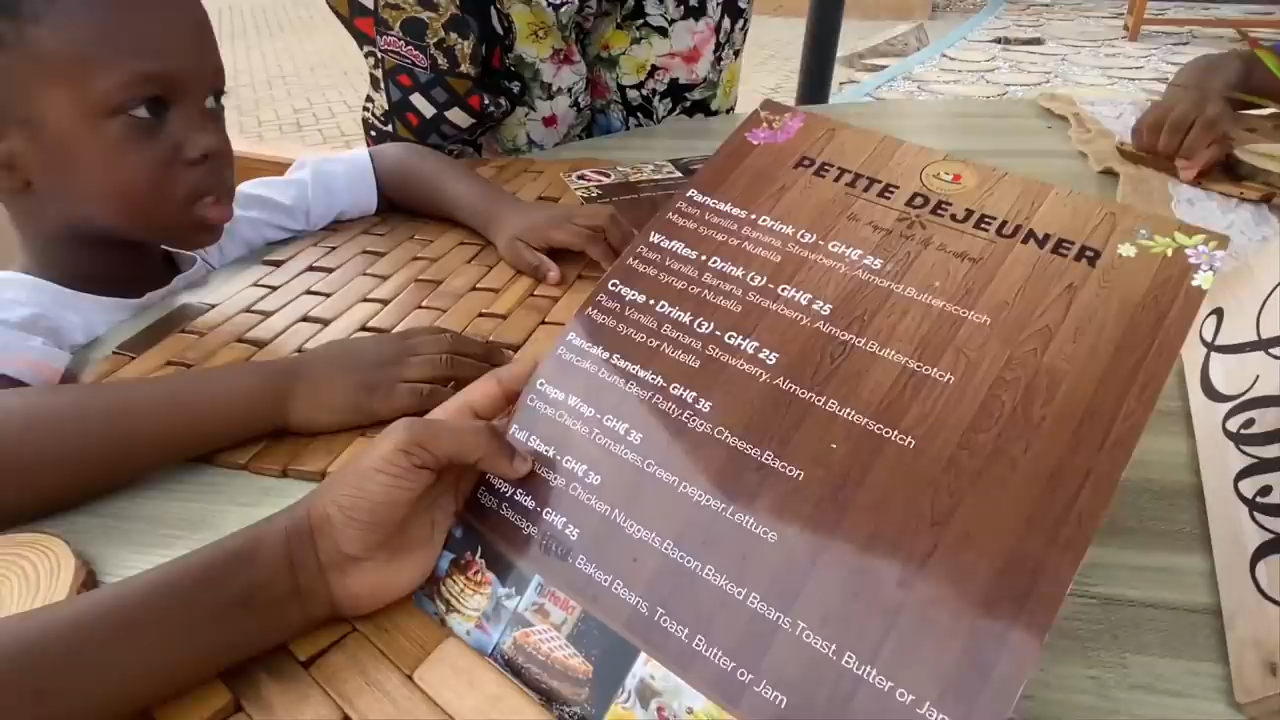 PETITE DEJEUNER
Pancakes + Drink (3) - GH₵ 25
Plain, Vanilla, Banana, Strawberry, Almond,Butterscotch
Maple syrup or Nutella
Waffles + Drink (3) - GH₵ 25
Plain, Vanilla, Banana, Strawberry, Almond,Butterscotch
Maple syrup or Nutella
Crepe + Drink (3) - GH₵ 25
Plain, Vanilla, Banana, Strawberry, Almond,Butterscotch
Maple syrup or Nutella
Pancake Sandwich- GH₵ 35
Pancake buns,Beef Patty,Eggs,Cheese,Bacon
Crepe Wrap - GH₵ 35
Crepe,Chicke,Tomatoes,Green pepper,Lettuce
Full Stack - GH₵ 30
Sausage, Chicken Nuggets,Bacon,Baked Beans,Toast, Butter or Jam
Happy Side - GH₵ 25
Eggs, Sausage, Baked Beans, Toast, Butter or Jam
nutella
Love